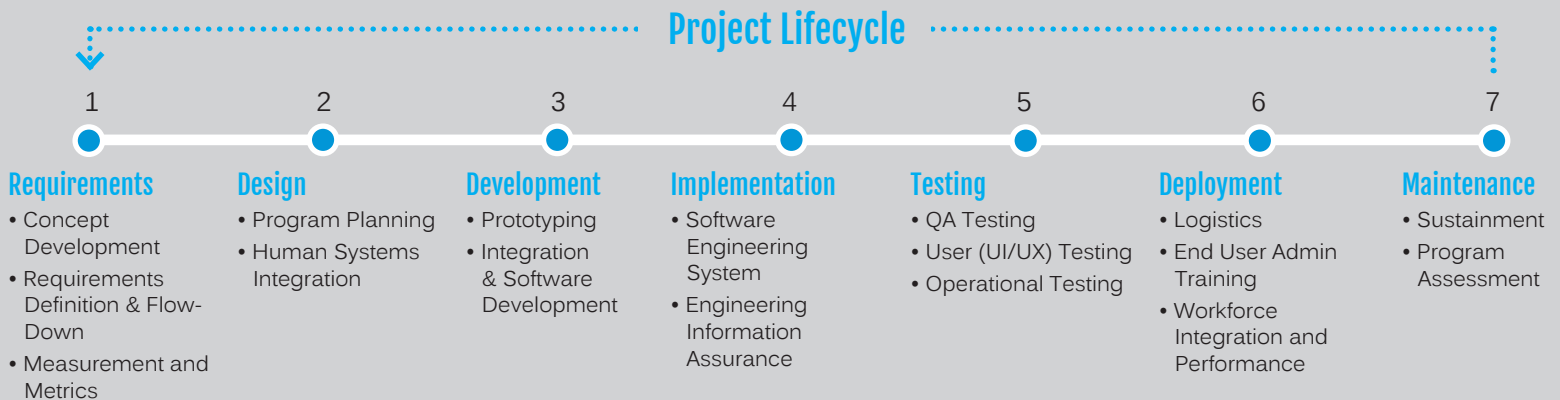 Project Lifecycle
1
2
3
4
5
6
7
Requirements
• Concept
Development
• Requirements
Definition & Flow-
Down
• Measurement and
Metrics
Design
• Program Planning
• Human Systems
Integration
Development
• Prototyping
• Integration
& Software
Development
Implementation
• Software
Engineering
System
• Engineering
Information
Assurance
Testing
• QA Testing
• User (UI/UX) Testing
• Operational Testing
Deployment
• Logistics
• End User Admin
Training
• Workforce
Integration and
Performance
Maintenance
• Sustainment
• Program
Assessment